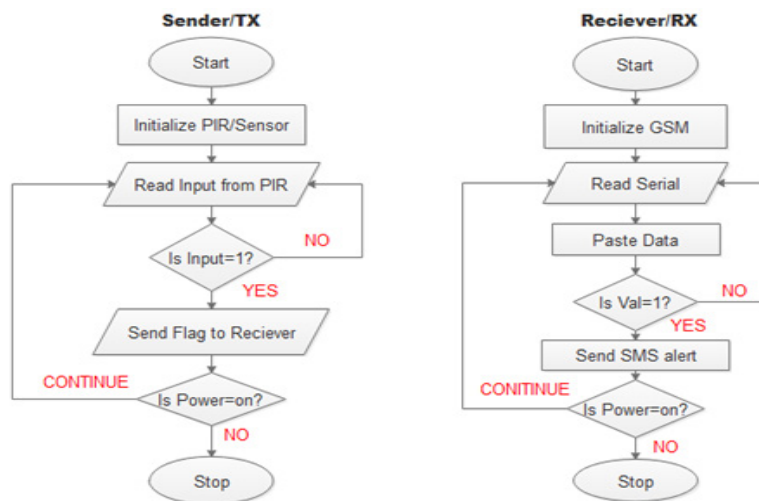 Sender/TX
Start
Initialize PIR/Sensor
Read Input from PIR
NO
Is Input=1?
YES
Send Flag to Reciever
CONTINUE
Is Power=on?
NO
Stop
Reciever/RX
Start
Initialize GSM
Read Serial
Paste Data
Is Val=1?
NO
YES
Send SMS alert
CONITINUE
Is Power=on?
NO
Stop